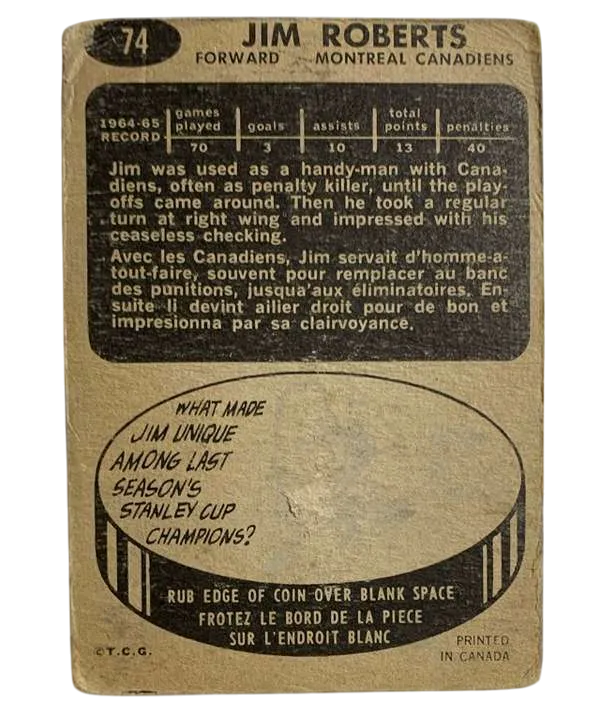 74
JIM ROBERTS
FORWARD MONTREAL CANADIENS
1964-65 RECORD games played goals assists total points penalties
70 3 10 13 40
Jim was used as a handy-man with Cana-
diens, often as penalty killer, until the play-
offs came around. Then he took a regular
turn at right wing and impressed with his
ceaseless checking.
Avec les Canadiens, Jim servait d'homme-a-
tout-faire, souvent pour remplacer au banc
des punitions, jusqua'aux éliminatoires. En-
suite li devint ailier droit pour de bon et
impresionna par sa clairvoyance.
WHAT MADE
JIM UNIQUE
AMONG LAST
SEASON'S
STANLEY CUP
CHAMPIONS?
RUB EDGE OF COIN OVER BLANK SPACE
FROTEZ LE BORD DE LA PIECE
SUR L'ENDROIT BLANC
©T.C.G.
PRINTED
IN CANADA